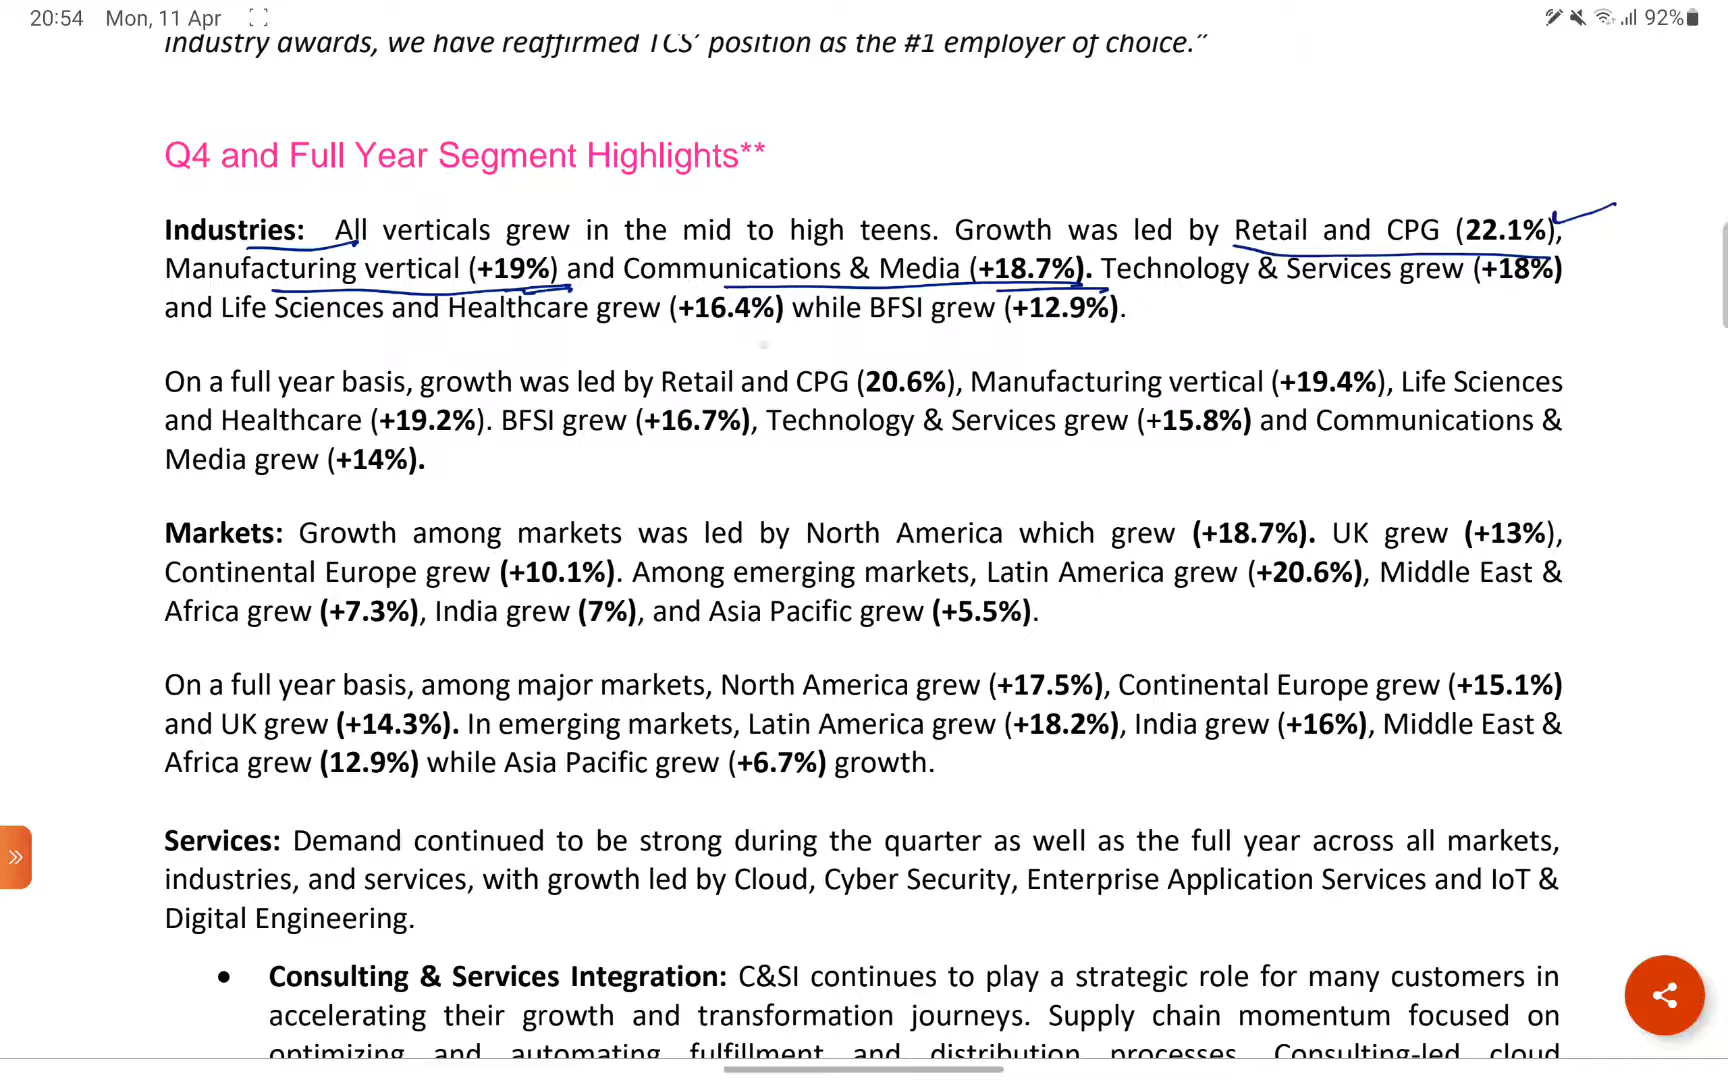 20:54 Mon, 11 Apr 92%
industry awards, we have reaffirmed TCS’ position as the #1 employer of choice.”
Q4 and Full Year Segment Highlights**
Industries: All verticals grew in the mid to high teens. Growth was led by Retail and CPG (22.1%),
Manufacturing vertical (+19%) and Communications & Media (+18.7%). Technology & Services grew (+18%)
and Life Sciences and Healthcare grew (+16.4%) while BFSI grew (+12.9%).
On a full year basis, growth was led by Retail and CPG (20.6%), Manufacturing vertical (+19.4%), Life Sciences
and Healthcare (+19.2%). BFSI grew (+16.7%), Technology & Services grew (+15.8%) and Communications &
Media grew (+14%).
Markets: Growth among markets was led by North America which grew (+18.7%). UK grew (+13%),
Continental Europe grew (+10.1%). Among emerging markets, Latin America grew (+20.6%), Middle East &
Africa grew (+7.3%), India grew (7%), and Asia Pacific grew (+5.5%).
On a full year basis, among major markets, North America grew (+17.5%), Continental Europe grew (+15.1%)
and UK grew (+14.3%). In emerging markets, Latin America grew (+18.2%), India grew (+16%), Middle East &
Africa grew (12.9%) while Asia Pacific grew (+6.7%) growth.
Services: Demand continued to be strong during the quarter as well as the full year across all markets,
industries, and services, with growth led by Cloud, Cyber Security, Enterprise Application Services and IoT &
Digital Engineering.
• Consulting & Services Integration: C&SI continues to play a strategic role for many customers in
accelerating their growth and transformation journeys. Supply chain momentum focused on
optimizing and automating fulfillment and distribution processes. Consulting-led cloud